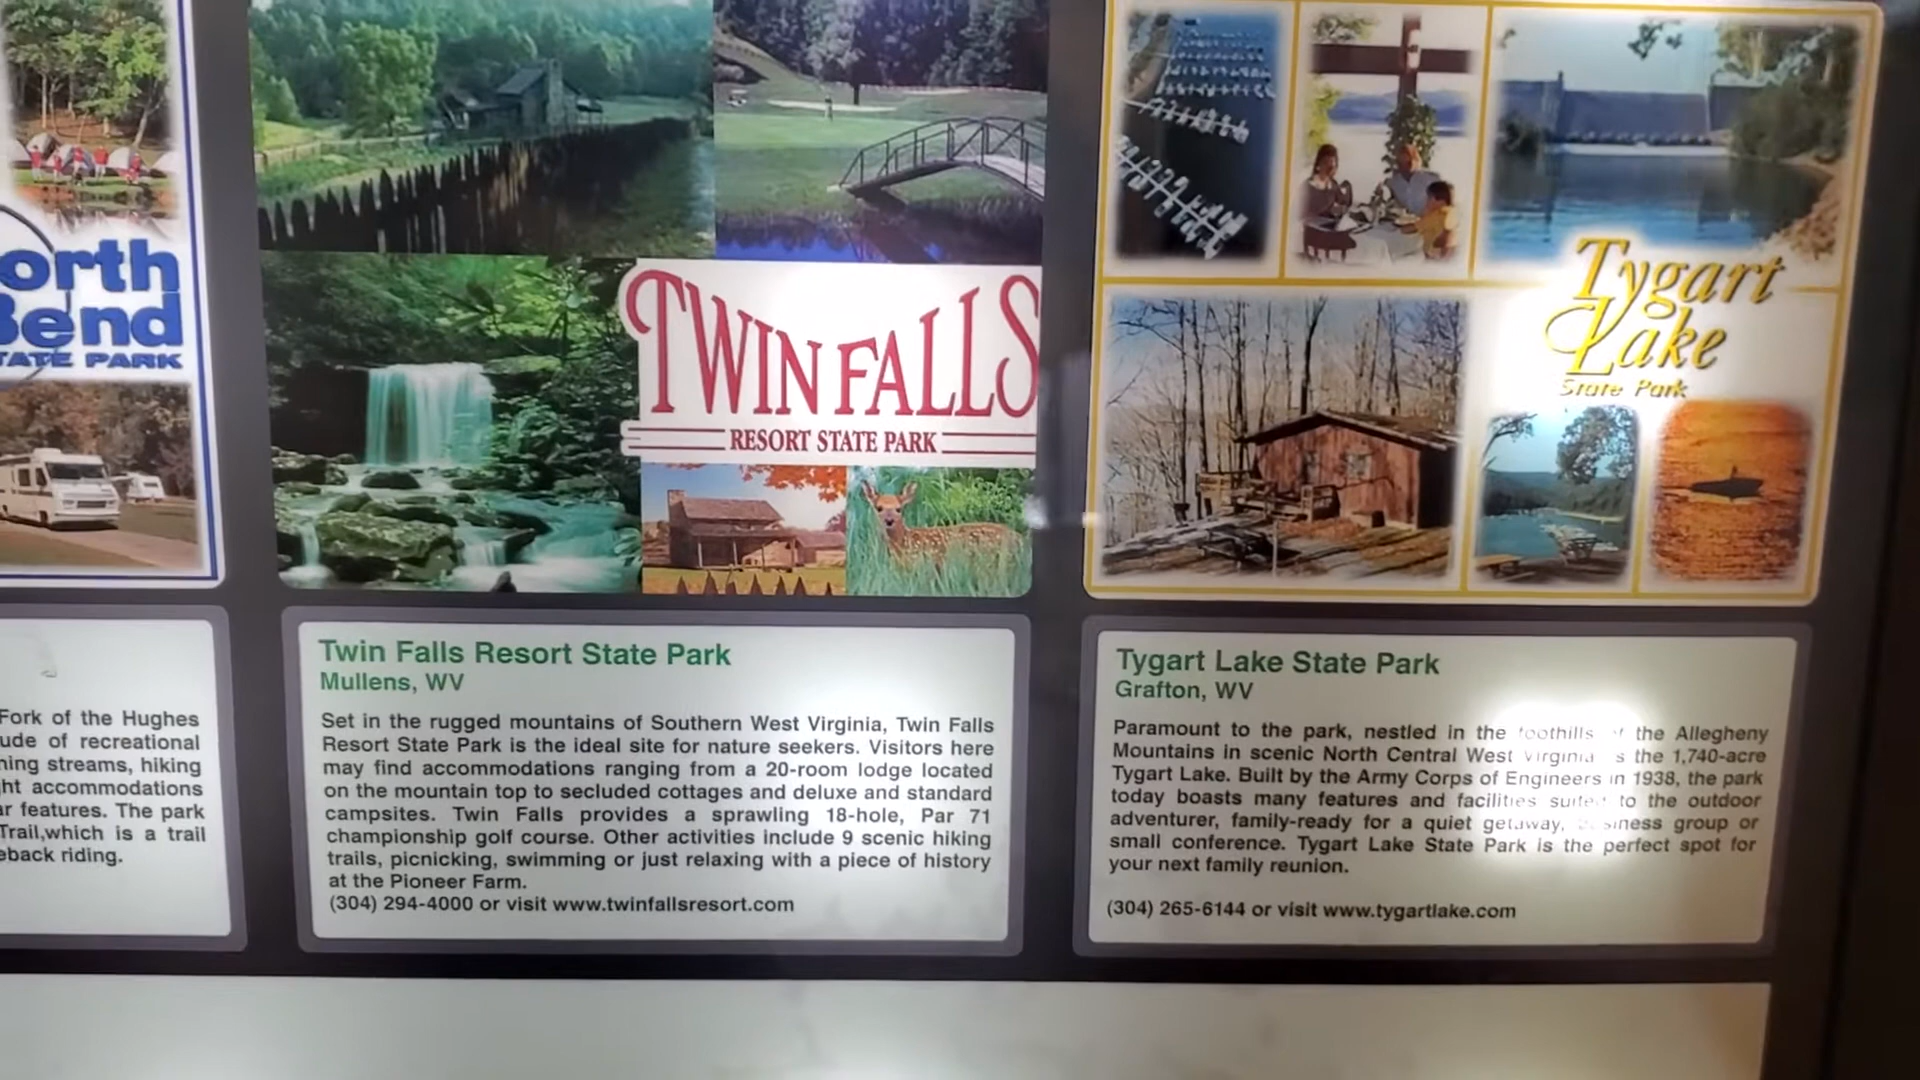 orth
Bend
STATE PARK
Fork of the Hughes
ude of recreational
ning streams, hiking
ht accommodations
ar features. The park
Trail,which is a trail
eback riding.
TWIN FALLS
RESORT STATE PARK
Twin Falls Resort State Park
Mullens, WV
Set in the rugged mountains of Southern West Virginia, Twin Falls
Resort State Park is the ideal site for nature seekers. Visitors here
may find accommodations ranging from a 20-room lodge located
on the mountain top to secluded cottages and deluxe and standard
campsites. Twin Falls provides a sprawling 18-hole, Par 71
championship golf course. Other activities include 9 scenic hiking
trails, picnicking, swimming or just relaxing with a piece of history
at the Pioneer Farm.
(304) 294-4000 or visit www.twinfallsresort.com
Tygart
Lake
State Park
Tygart Lake State Park
Grafton, WV
Paramount to the park, nestled in the foothills of the Allegheny
Mountains in scenic North Central West Virginia is the 1,740-acre
Tygart Lake. Built by the Army Corps of Engineers in 1938, the park
today boasts many features and facilities suited to the outdoor
adventurer, family-ready for a quiet getaway, business group or
small conference. Tygart Lake State Park is the perfect spot for
your next family reunion.
(304) 265-6144 or visit www.tygartlake.com